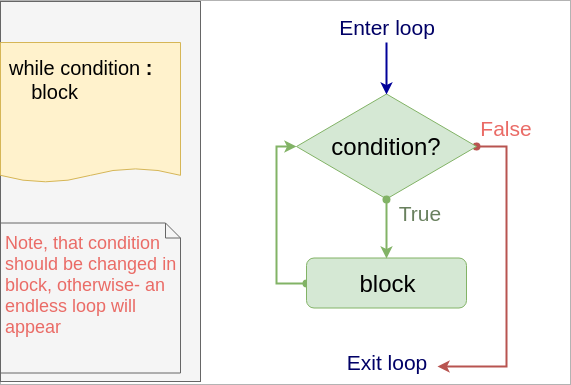 while condition :
block
Note, that condition
should be changed in
block, otherwise- an
endless loop will
appear
Enter loop
condition?
False
True
block
Exit loop